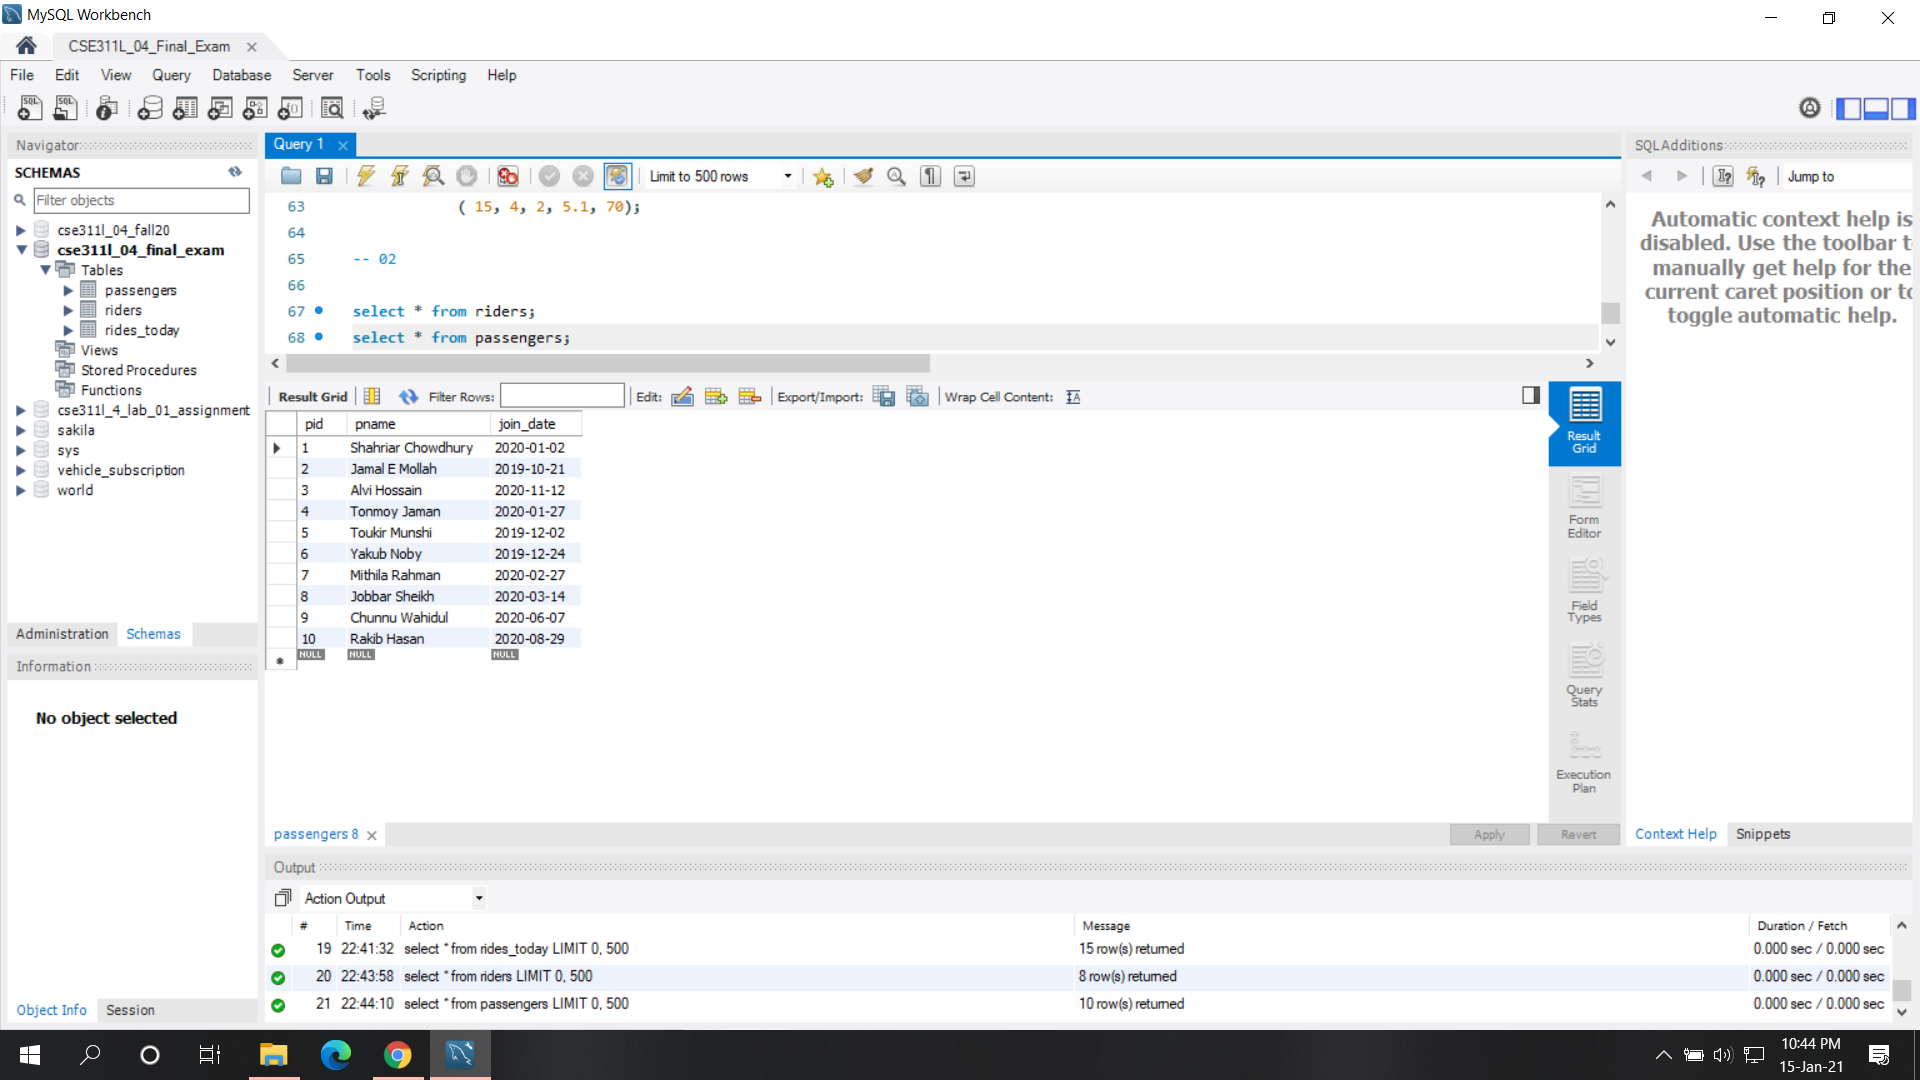 MySQL Workbench
CSE311L_04_Final_Exam
File Edit View Query Database Server Tools Scripting Help
Navigator
SCHEMAS
Filter objects
cse311l_04_fall20
cse311l_04_final_exam
Tables
passengers
riders
rides_today
Views
Stored Procedures
Functions
cse311l_4_lab_01_assignment
sakila
sys
vehicle_subscription
world
Administration Schemas
Information
No object selected
Object Info Session
Query 1
Limit to 500 rows
63 ( 15, 4, 2, 5.1, 70);
64
65 -- 02
66
67 select * from riders;
68 select * from passengers;
Result Grid Filter Rows: Edit: Export/Import: Wrap Cell Content:
pid pname join_date
1 Shahriar Chowdhury 2020-01-02
2 Jamal E Mollah 2019-10-21
3 Alvi Hossain 2020-11-12
4 Tonmoy Jaman 2020-01-27
5 Toukir Munshi 2019-12-02
6 Yakub Noby 2019-12-24
7 Mithila Rahman 2020-02-27
8 Jobbar Sheikh 2020-03-14
9 Chunnu Wahidul 2020-06-07
10 Rakib Hasan 2020-08-29
NULL NULL NULL
Result
Grid
Form
Editor
Field
Types
Query
Stats
Execution
Plan
passengers 8
Apply Revert
SQLAdditions
Jump to
Automatic context help is
disabled. Use the toolbar t
manually get help for the
current caret position or to
toggle automatic help.
Context Help Snippets
Output
Action Output
# Time Action Message Duration / Fetch
19 22:41:32 select * from rides_today LIMIT 0, 500 15 row(s) returned 0.000 sec / 0.000 sec
20 22:43:58 select * from riders LIMIT 0, 500 8 row(s) returned 0.000 sec / 0.000 sec
21 22:44:10 select * from passengers LIMIT 0, 500 10 row(s) returned 0.000 sec / 0.000 sec
10:44 PM
15-Jan-21